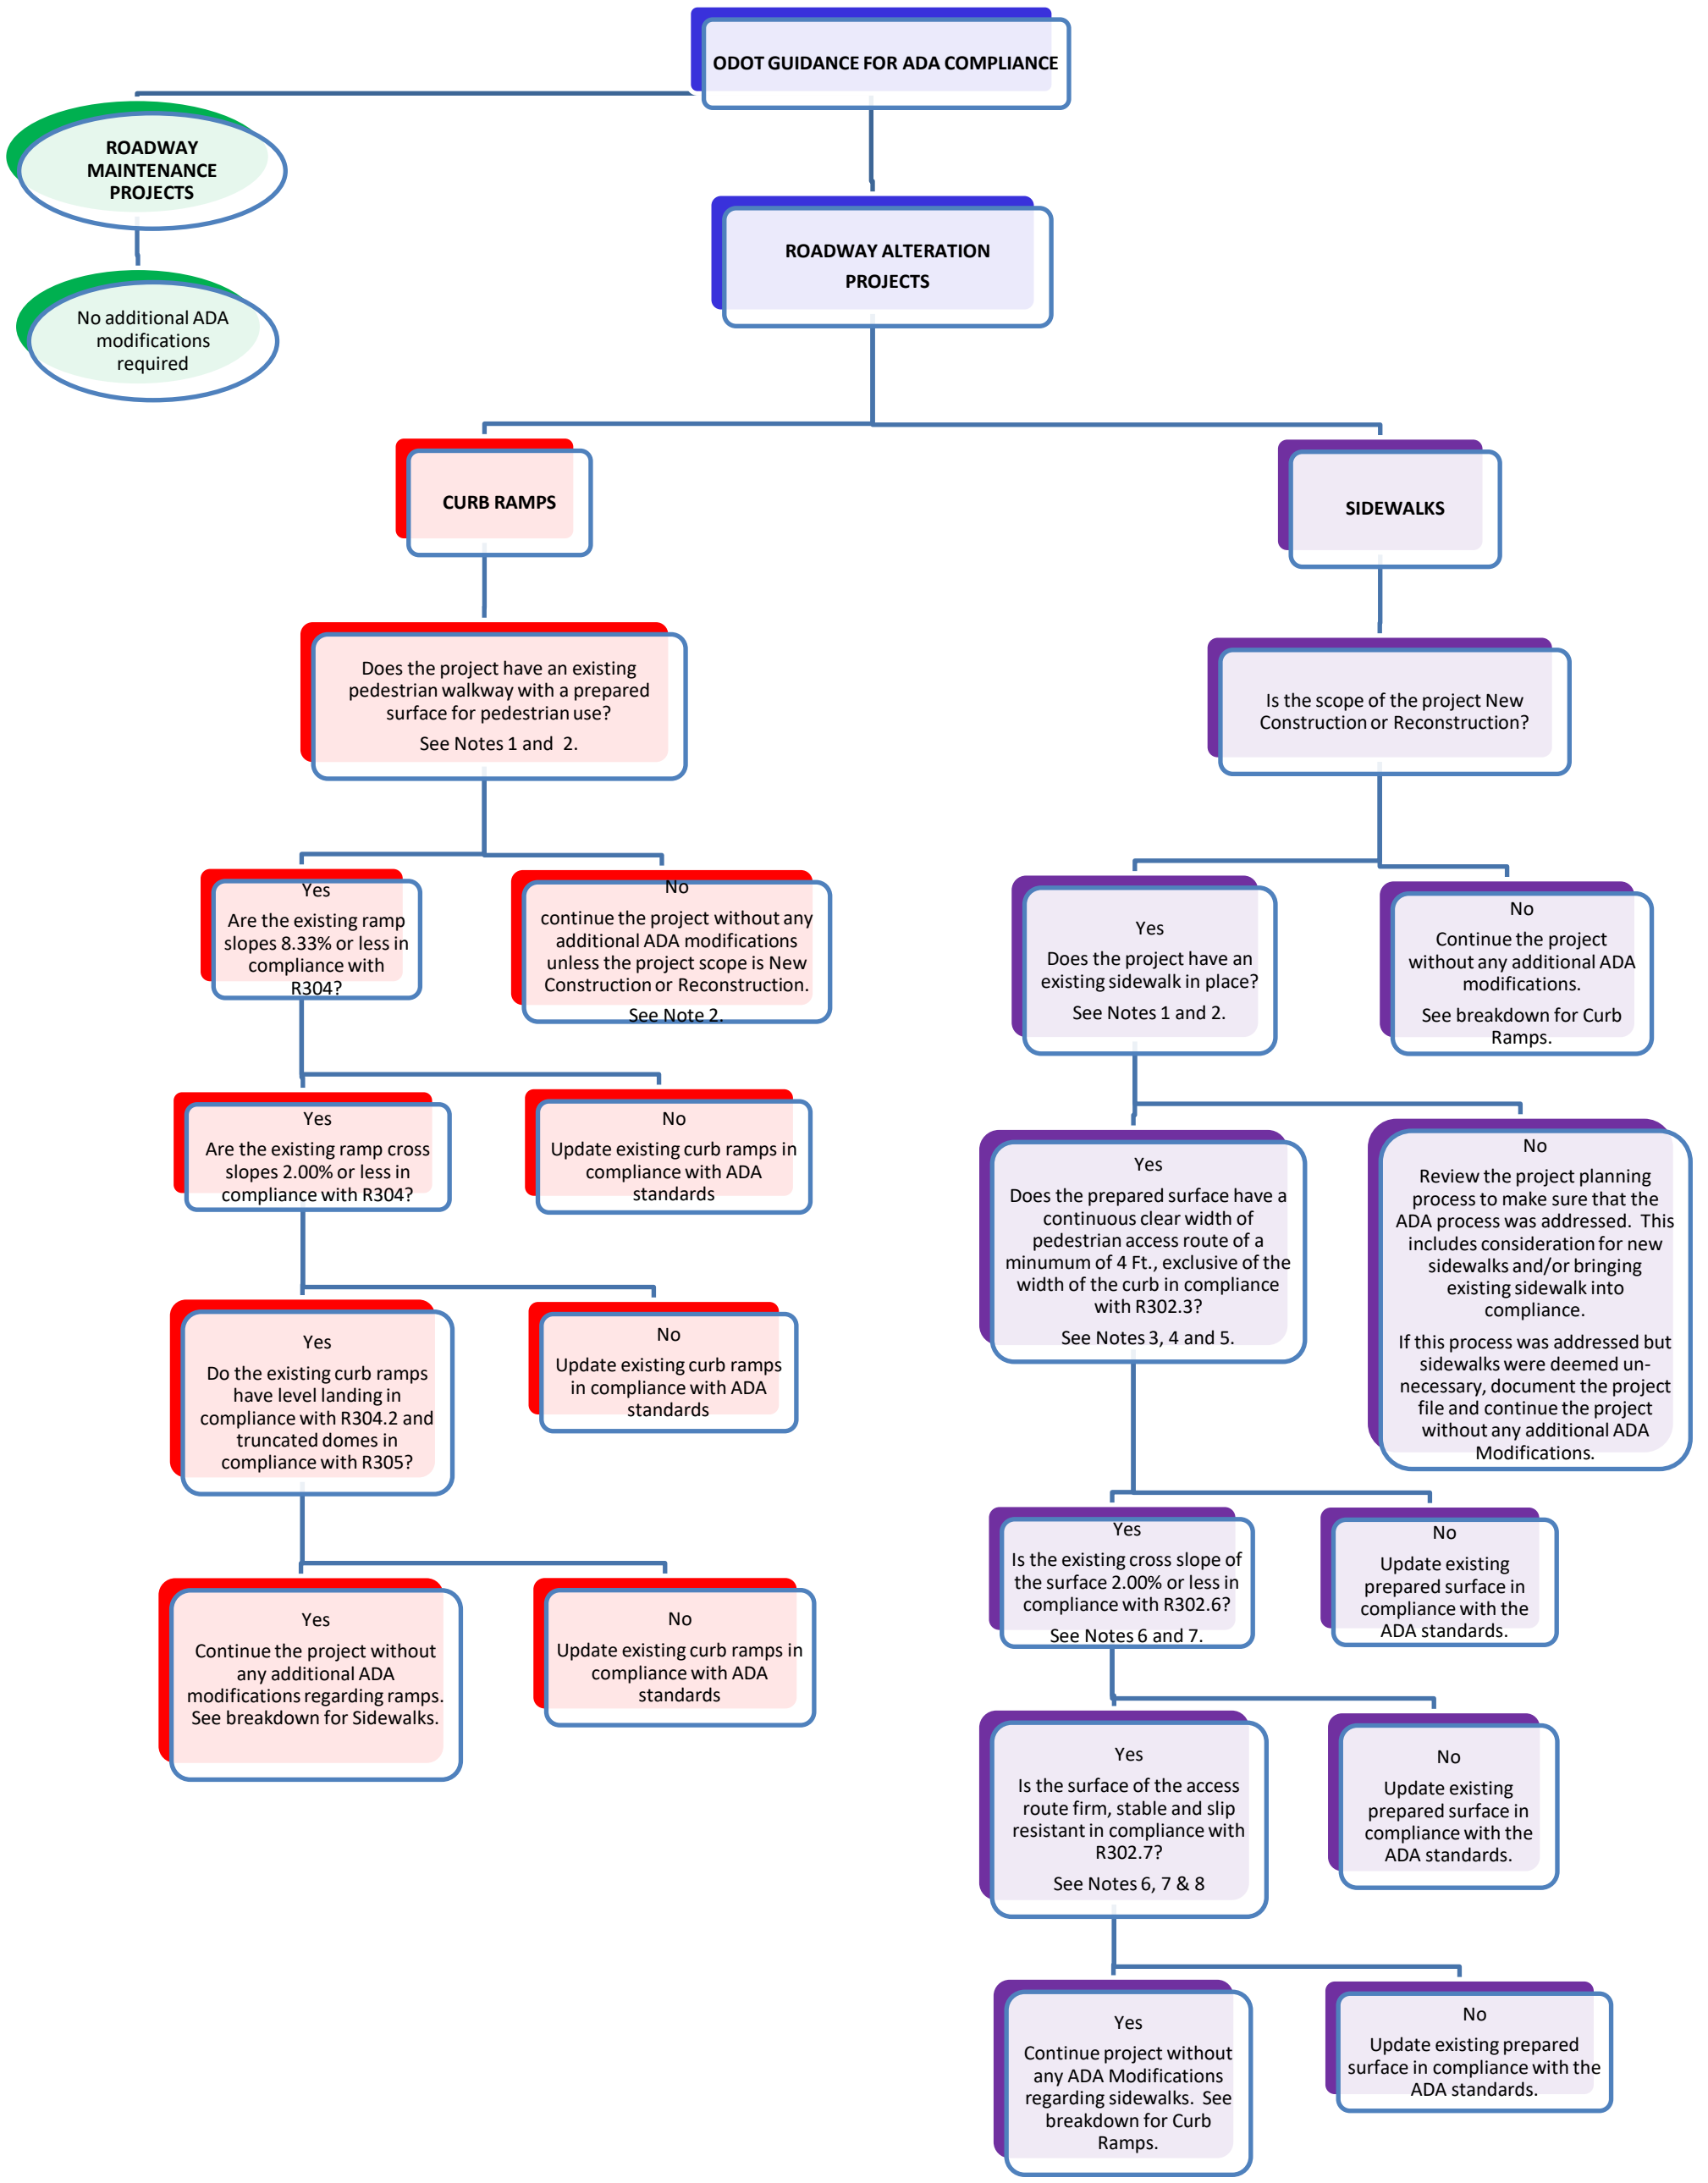 ODOT GUIDANCE FOR ADA COMPLIANCE
ROADWAY
MAINTENANCE
PROJECTS
No additional ADA
modifications
required
ROADWAY ALTERATION
PROJECTS
CURB RAMPS
Does the project have an existing
pedestrian walkway with a prepared
surface for pedestrian use?
See Notes 1 and 2.
Yes
Are the existing ramp
slopes 8.33% or less in
compliance with
R304?
No
continue the project without any
additional ADA modifications
unless the project scope is New
Construction or Reconstruction.
See Note 2.
Yes
Are the existing ramp cross
slopes 2.00% or less in
compliance with R304?
No
Update existing curb ramps in
compliance with ADA
standards
Yes
Do the existing curb ramps
have level landing in
compliance with R304.2 and
truncated domes in
compliance with R305?
No
Update existing curb ramps
in compliance with ADA
standards
Yes
Continue the project without
any additional ADA
modifications regarding ramps.
See breakdown for Sidewalks.
No
Update existing curb ramps in
compliance with ADA
standards
SIDEWALKS
Is the scope of the project New
Construction or Reconstruction?
Yes
Does the project have an
existing sidewalk in place?
See Notes 1 and 2.
No
Continue the project
without any additional ADA
modifications.
See breakdown for Curb
Ramps.
Yes
Does the prepared surface have a
continuous clear width of
pedestrian access route of a
minumum of 4 Ft., exclusive of the
width of the curb in compliance
with R302.3?
See Notes 3, 4 and 5.
No
Review the project planning
process to make sure that the
ADA process was addressed. This
includes consideration for new
sidewalks and/or bringing
existing sidewalk into
compliance.
If this process was addressed but
sidewalks were deemed un-
necessary, document the project
file and continue the project
without any additional ADA
Modifications.
Yes
Is the existing cross slope of
the surface 2.00% or less in
compliance with R302.6?
See Notes 6 and 7.
No
Update existing
prepared surface in
compliance with the
ADA standards.
Yes
Is the surface of the access
route firm, stable and slip
resistant in compliance with
R302.7?
See Notes 6, 7 & 8
No
Update existing
prepared surface in
compliance with the
ADA standards.
Yes
Continue project without
any ADA Modifications
regarding sidewalks. See
breakdown for Curb
Ramps.
No
Update existing prepared
surface in compliance with the
ADA standards.